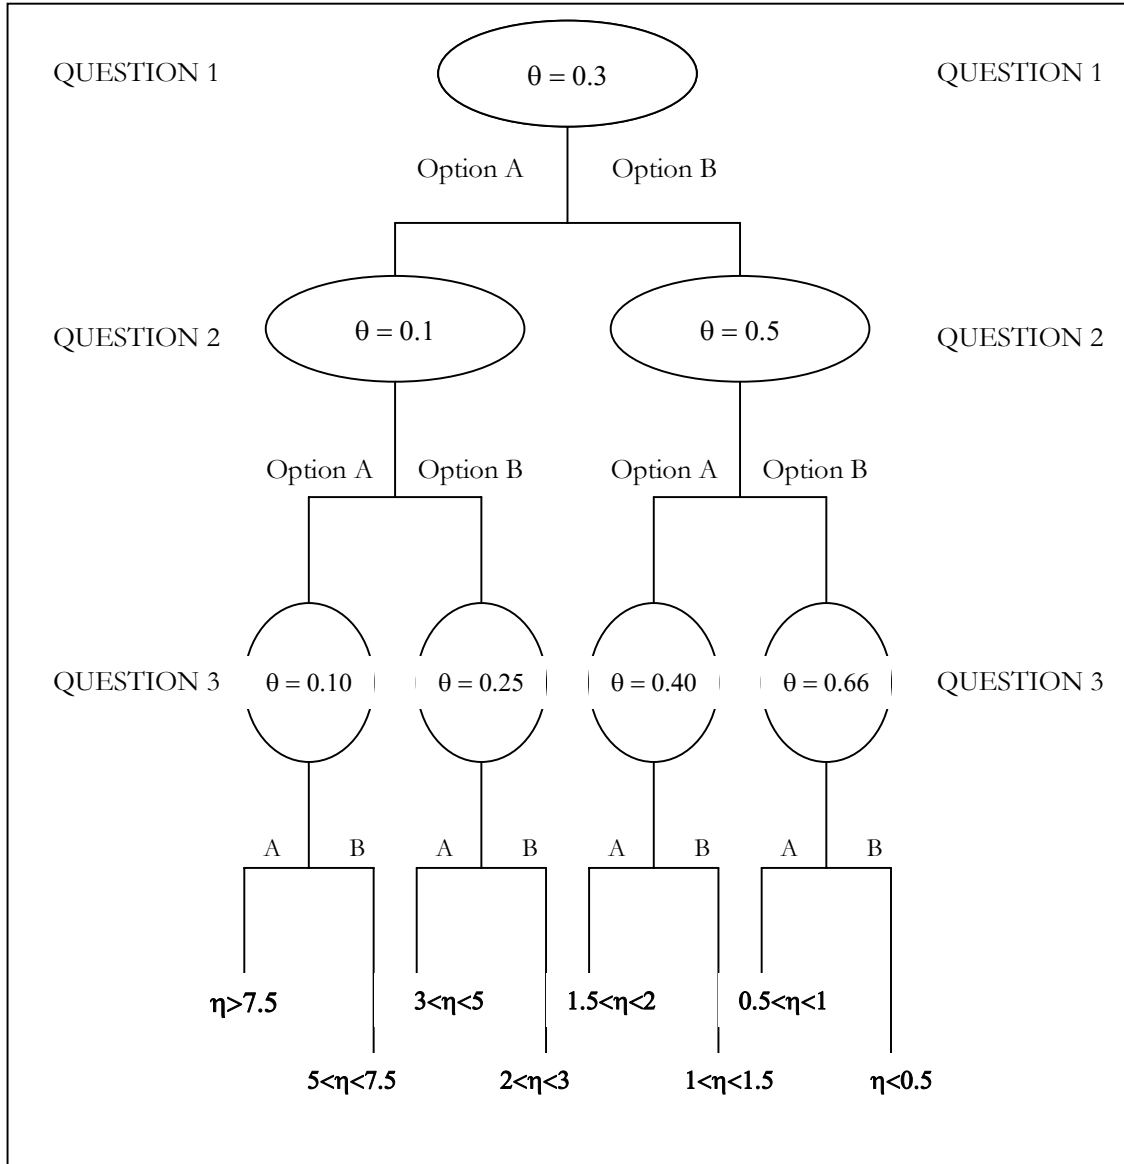 QUESTION 1 θ = 0.3 QUESTION 1
Option A Option B
QUESTION 2 θ = 0.1 θ = 0.5 QUESTION 2
Option A Option B Option A Option B
QUESTION 3 θ = 0.10 θ = 0.25 θ = 0.40 θ = 0.66 QUESTION 3
A B A B A B A B
η>7.5 3<η<5 1.5<η<2 0.5<η<1
5<η<7.5 2<η<3 1<η<1.5 η<0.5